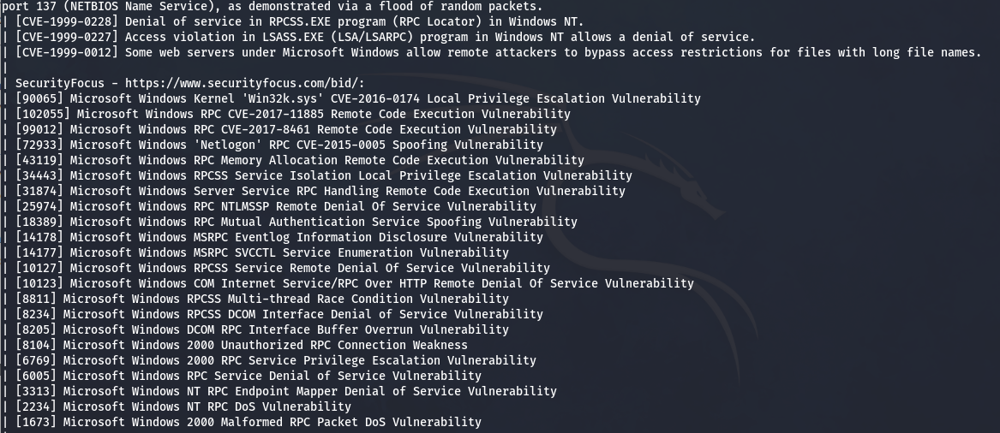 port 137 (NETBIOS Name Service), as demonstrated via a flood of random packets.
| [CVE-1999-0228] Denial of service in RPCSS.EXE program (RPC Locator) in Windows NT.
| [CVE-1999-0227] Access violation in LSASS.EXE (LSA/LSARPC) program in Windows NT allows a denial of service.
| [CVE-1999-0012] Some web servers under Microsoft Windows allow remote attackers to bypass access restrictions for files with long file names.
|
| SecurityFocus - https://www.securityfocus.com/bid/:
| [90065] Microsoft Windows Kernel 'Win32k.sys' CVE-2016-0174 Local Privilege Escalation Vulnerability
| [102055] Microsoft Windows RPC CVE-2017-11885 Remote Code Execution Vulnerability
| [99012] Microsoft Windows RPC CVE-2017-8461 Remote Code Execution Vulnerability
| [72933] Microsoft Windows 'Netlogon' RPC CVE-2015-0005 Spoofing Vulnerability
| [43119] Microsoft Windows RPC Memory Allocation Remote Code Execution Vulnerability
| [34443] Microsoft Windows RPCSS Service Isolation Local Privilege Escalation Vulnerability
| [31874] Microsoft Windows Server Service RPC Handling Remote Code Execution Vulnerability
| [25974] Microsoft Windows RPC NTLMSSP Remote Denial Of Service Vulnerability
| [18389] Microsoft Windows RPC Mutual Authentication Service Spoofing Vulnerability
| [14178] Microsoft Windows MSRPC Eventlog Information Disclosure Vulnerability
| [14177] Microsoft Windows MSRPC SVCCTL Service Enumeration Vulnerability
| [10127] Microsoft Windows RPCSS Service Remote Denial Of Service Vulnerability
| [10123] Microsoft Windows COM Internet Service/RPC Over HTTP Remote Denial Of Service Vulnerability
| [8811] Microsoft Windows RPCSS Multi-thread Race Condition Vulnerability
| [8234] Microsoft Windows RPCSS DCOM Interface Denial of Service Vulnerability
| [8205] Microsoft Windows DCOM RPC Interface Buffer Overrun Vulnerability
| [8104] Microsoft Windows 2000 Unauthorized RPC Connection Weakness
| [6769] Microsoft Windows 2000 RPC Service Privilege Escalation Vulnerability
| [6005] Microsoft Windows RPC Service Denial of Service Vulnerability
| [3313] Microsoft Windows NT RPC Endpoint Mapper Denial of Service Vulnerability
| [2234] Microsoft Windows NT RPC DoS Vulnerability
| [1673] Microsoft Windows 2000 Malformed RPC Packet DoS Vulnerability